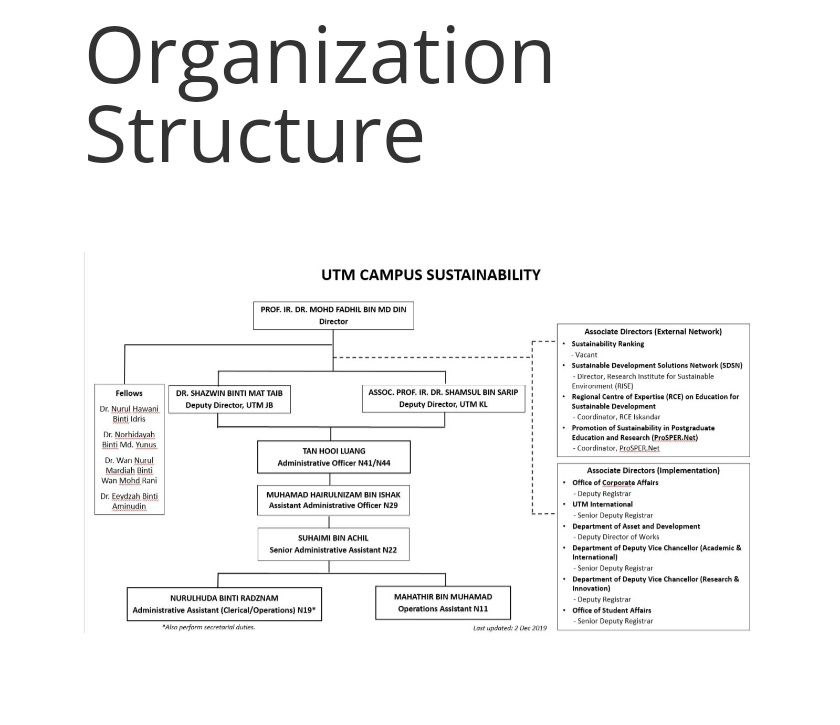 Organization
Structure
UTM CAMPUS SUSTAINABILITY
PROF. IR. DR. MOHD FADHIL BIN MD DIN
Director
Fellows
Dr. Nurul Hawani
Binti Idris
Dr. Norhidayah
Binti Md. Yunus
Dr. Wan Nurul
Mardiah Binti
Wan Mohd Rani
Dr. Eeydzah Binti
Aminudin
DR. SHAZWIN BINTI MAT TAIB
Deputy Director, UTM JB
ASSOC. PROF. IR. DR. SHAMSUL BIN SARIP
Deputy Director, UTM KL
TAN HOOI LUANG
Administrative Officer N41/N44
MUHAMAD HAIRULNIZAM BIN ISHAK
Assistant Administrative Officer N29
SUHAIMI BIN ACHIL
Senior Administrative Assistant N22
NURULHUDA BINTI RADZNAM
Administrative Assistant (Clerical/Operations) N19*
MAHATHIR BIN MUHAMAD
Operations Assistant N11
*Also perform secretarial duties.
Last updated: 2 Dec 2019
Associate Directors (External Network)
• Sustainability Ranking
- Vacant
• Sustainable Development Solutions Network (SDSN)
- Director, Research Institute for Sustainable
Environment (RISE)
• Regional Centre of Expertise (RCE) on Education for
Sustainable Development
- Coordinator, RCE Iskandar
• Promotion of Sustainability in Postgraduate
Education and Research (ProSPER.Net)
- Coordinator, ProSPER.Net
Associate Directors (Implementation)
• Office of Corporate Affairs
- Deputy Registrar
• UTM International
- Senior Deputy Registrar
• Department of Asset and Development
- Deputy Director of Works
• Department of Deputy Vice Chancellor (Academic &
International)
- Senior Deputy Registrar
• Department of Deputy Vice Chancellor (Research &
Innovation)
- Deputy Registrar
• Office of Student Affairs
- Senior Deputy Registrar